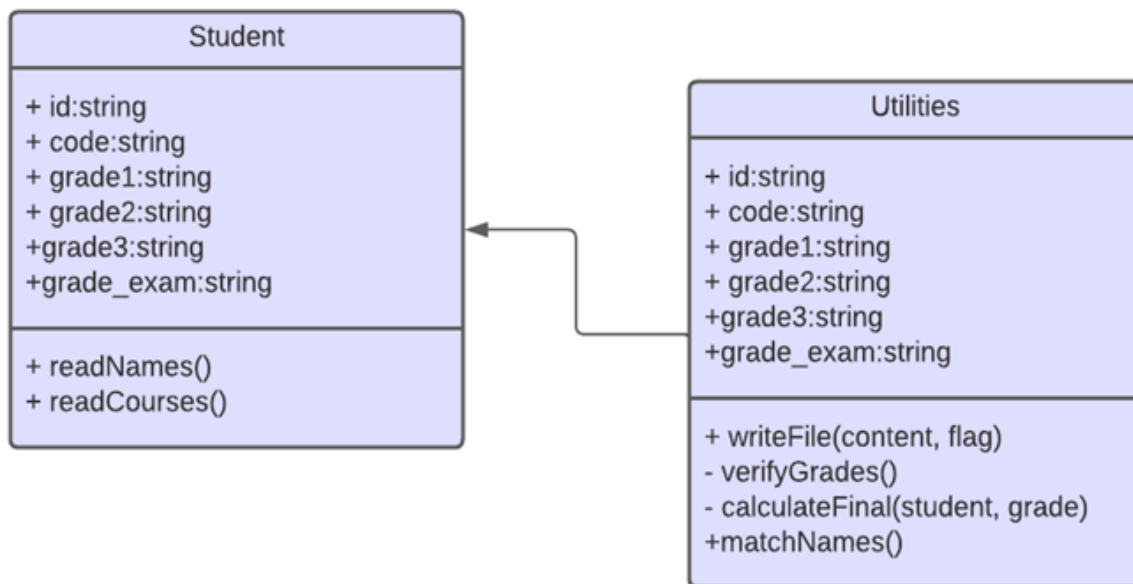 Student
+ id:string
+ code:string
+ grade1:string
+ grade2:string
+grade3:string
+grade_exam:string
+ readNames()
+ readCourses()
Utilities
+ id:string
+ code:string
+ grade1:string
+ grade2:string
+grade3:string
+grade_exam:string
+ writeFile(content, flag)
- verifyGrades()
- calculateFinal(student, grade)
+matchNames()